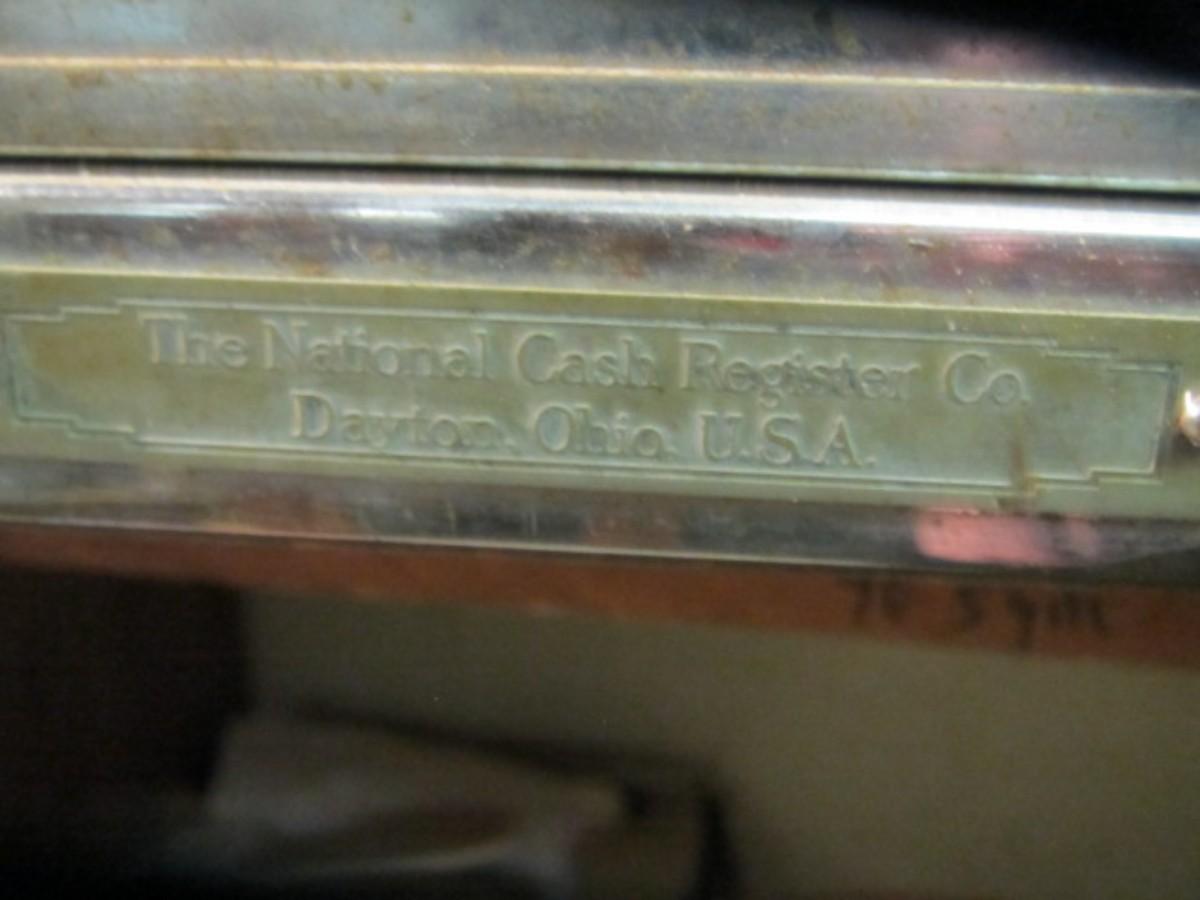 The National Cash Register Co.
Dayton, Ohio, U.S.A.